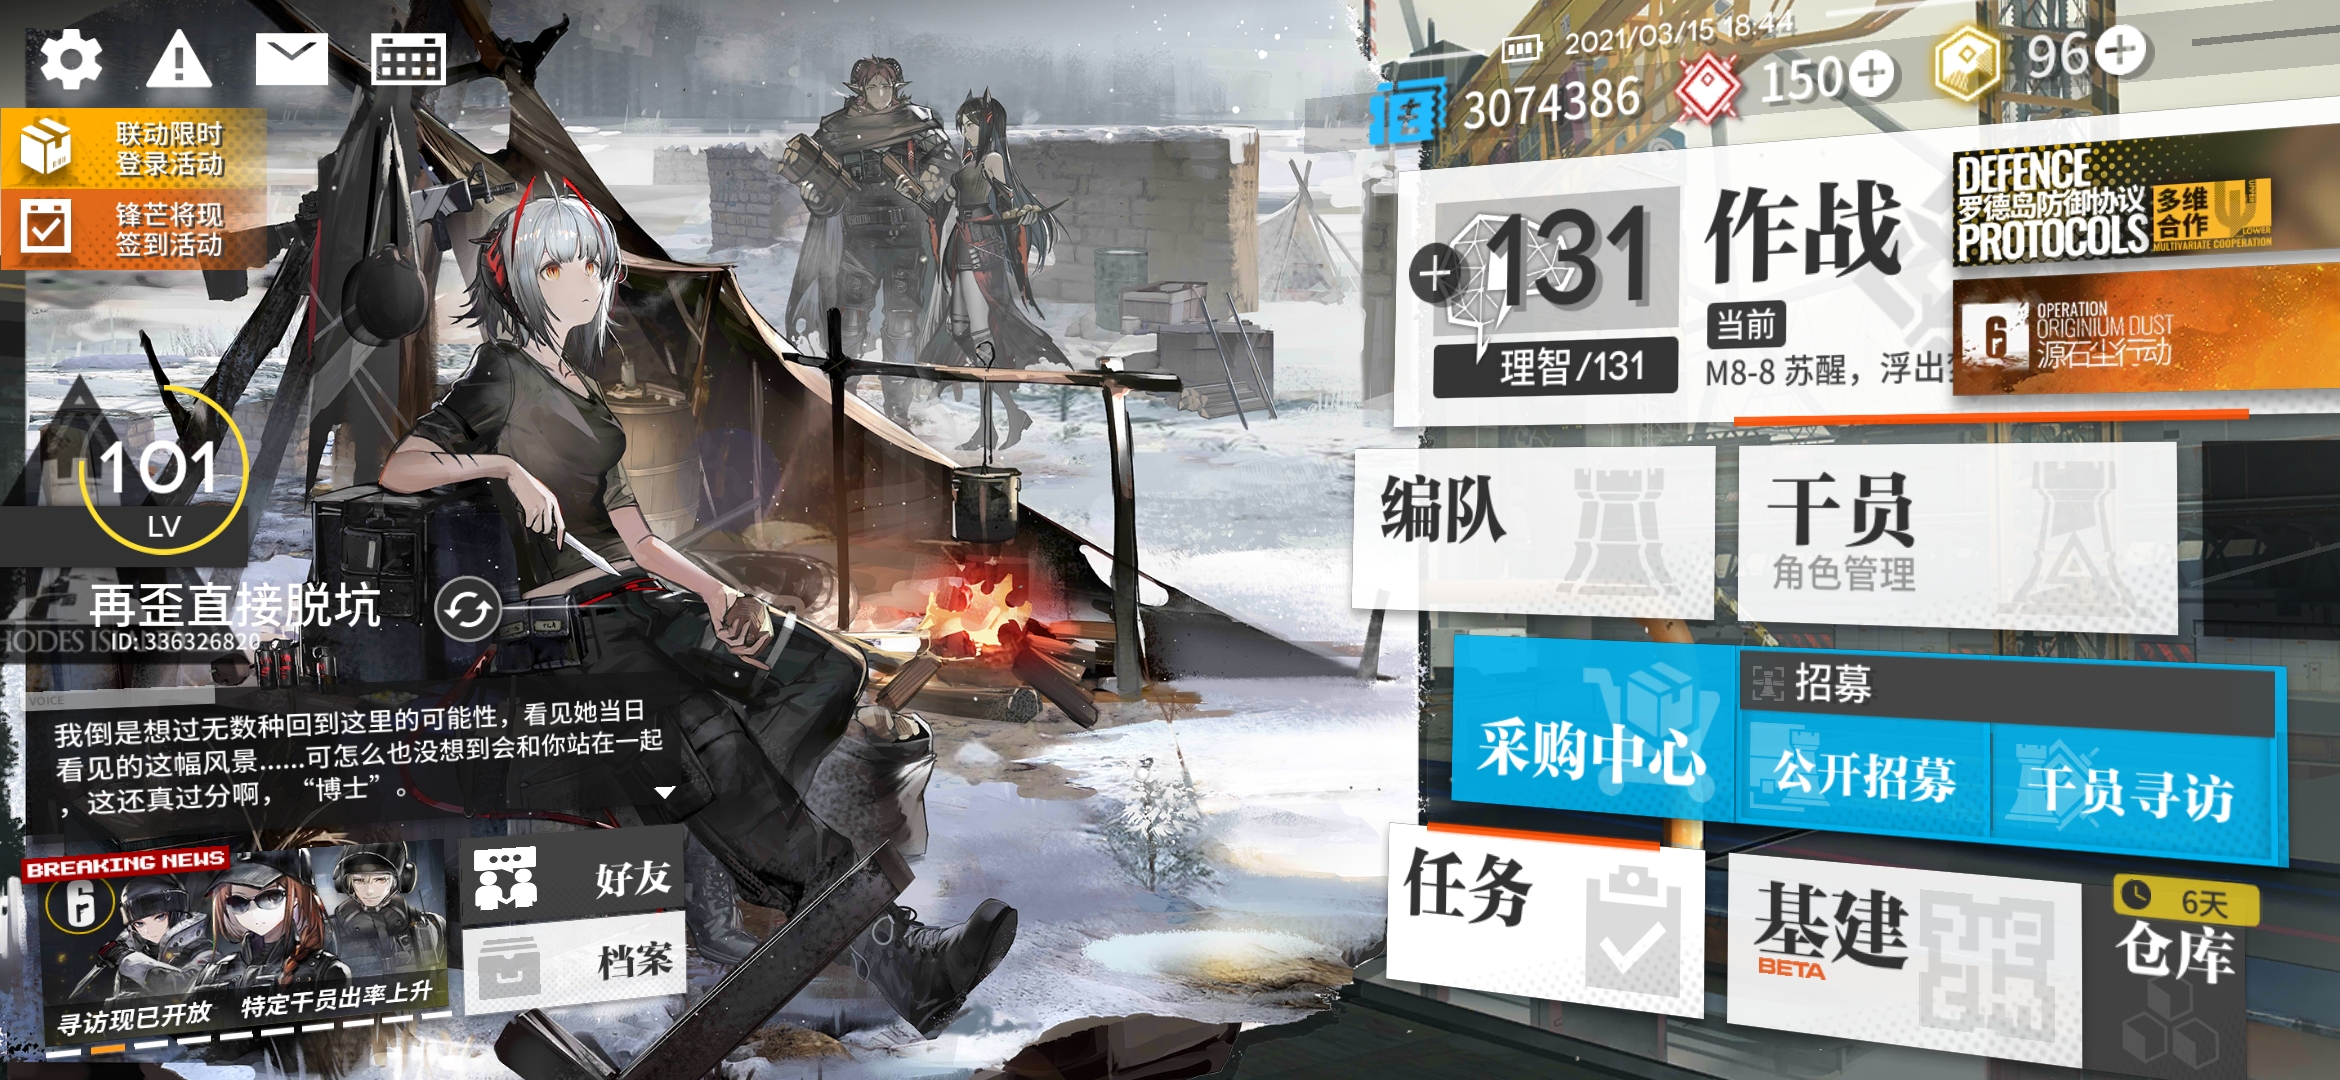 联动限时
登录活动
锋芒将现
签到活动
2021/03/15 18:44
3074386
150
96
131
理智/131
作战
当前
M8-8 苏醒，浮出
DEFENCE
罗德岛防御协议
PROTOCOLS
多维
合作
UPPER
LOWER
MULTIVARIATE COOPERATION
6
OPERATION
ORIGINIUM DUST
源石尘行动
101
LV
再歪直接脱坑
ID: 336326820
编队
干员
角色管理
采购中心
招募
公开招募
干员寻访
VOICE
我倒是想过无数种回到这里的可能性，看见她当日
看见的这幅风景......可怎么也没想到会和你站在一起
，这还真过分啊，“博士”。
BREAKING NEWS
6
寻访现已开放 特定干员出率上升
好友
档案
任务
基建
BETA
6天
仓库